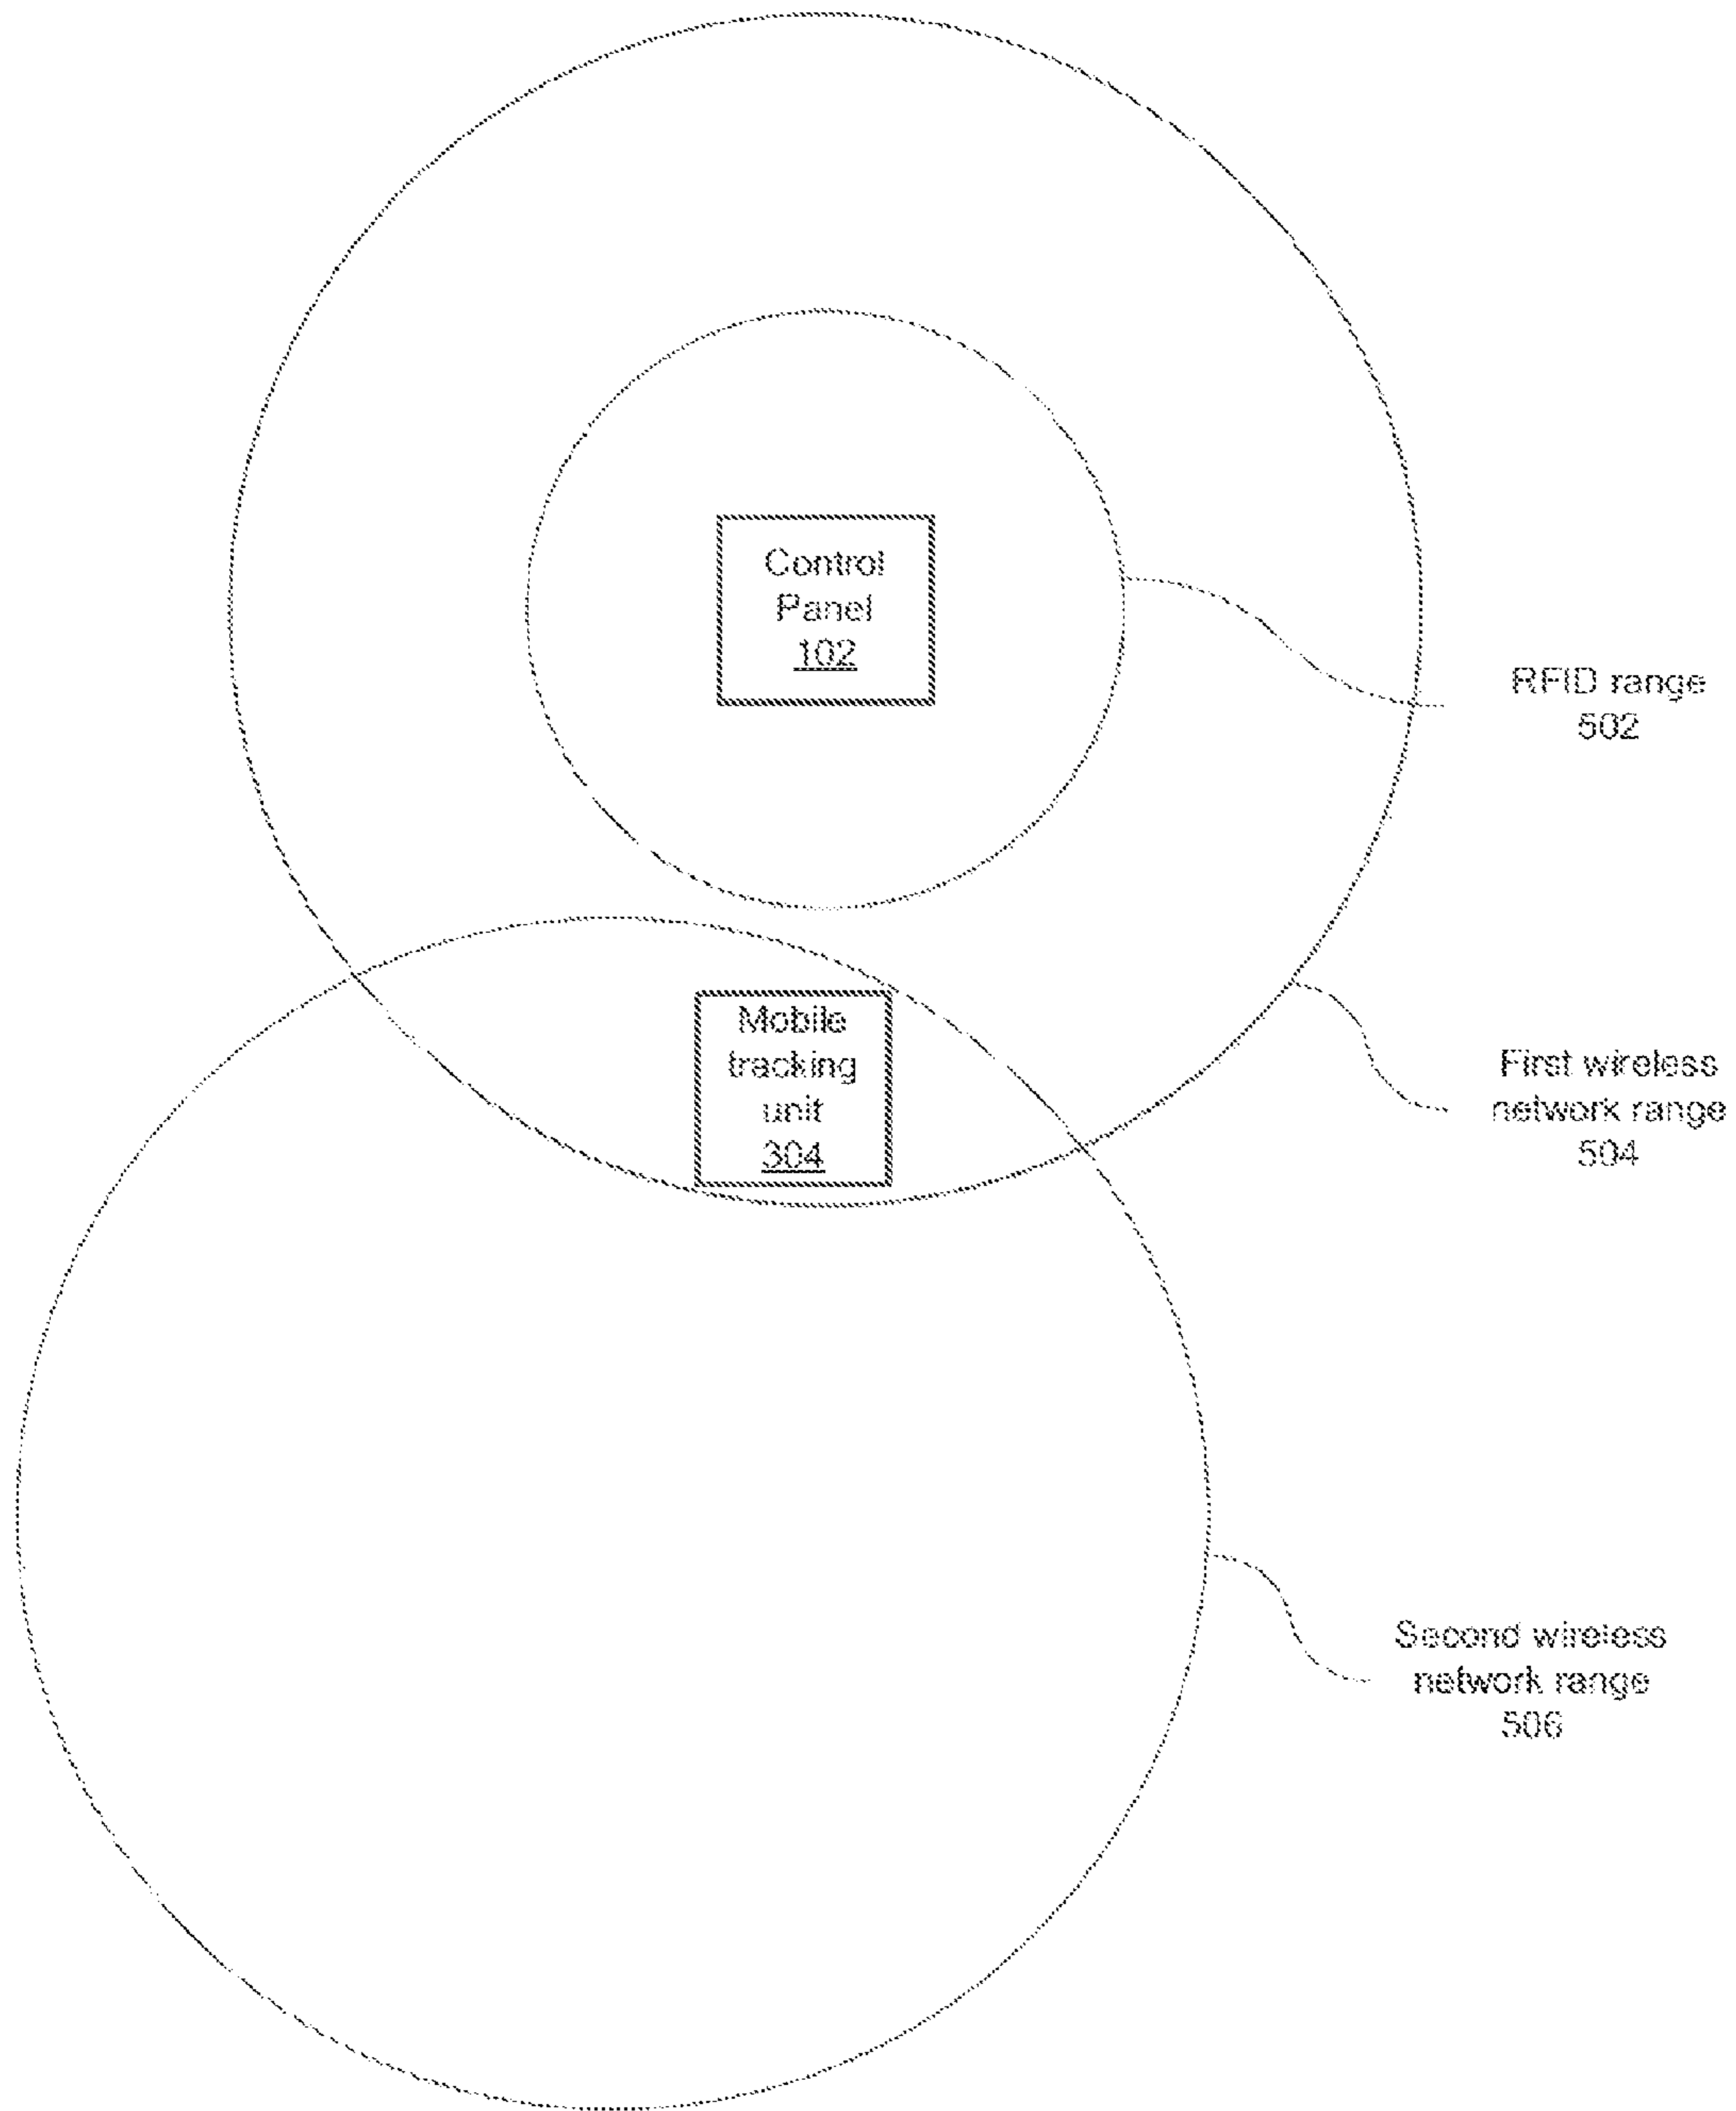 Control
Panel
102
RFID range
502
Mobile
tracking
unit
304
First wireless
network range
504
Second wireless
network range
506